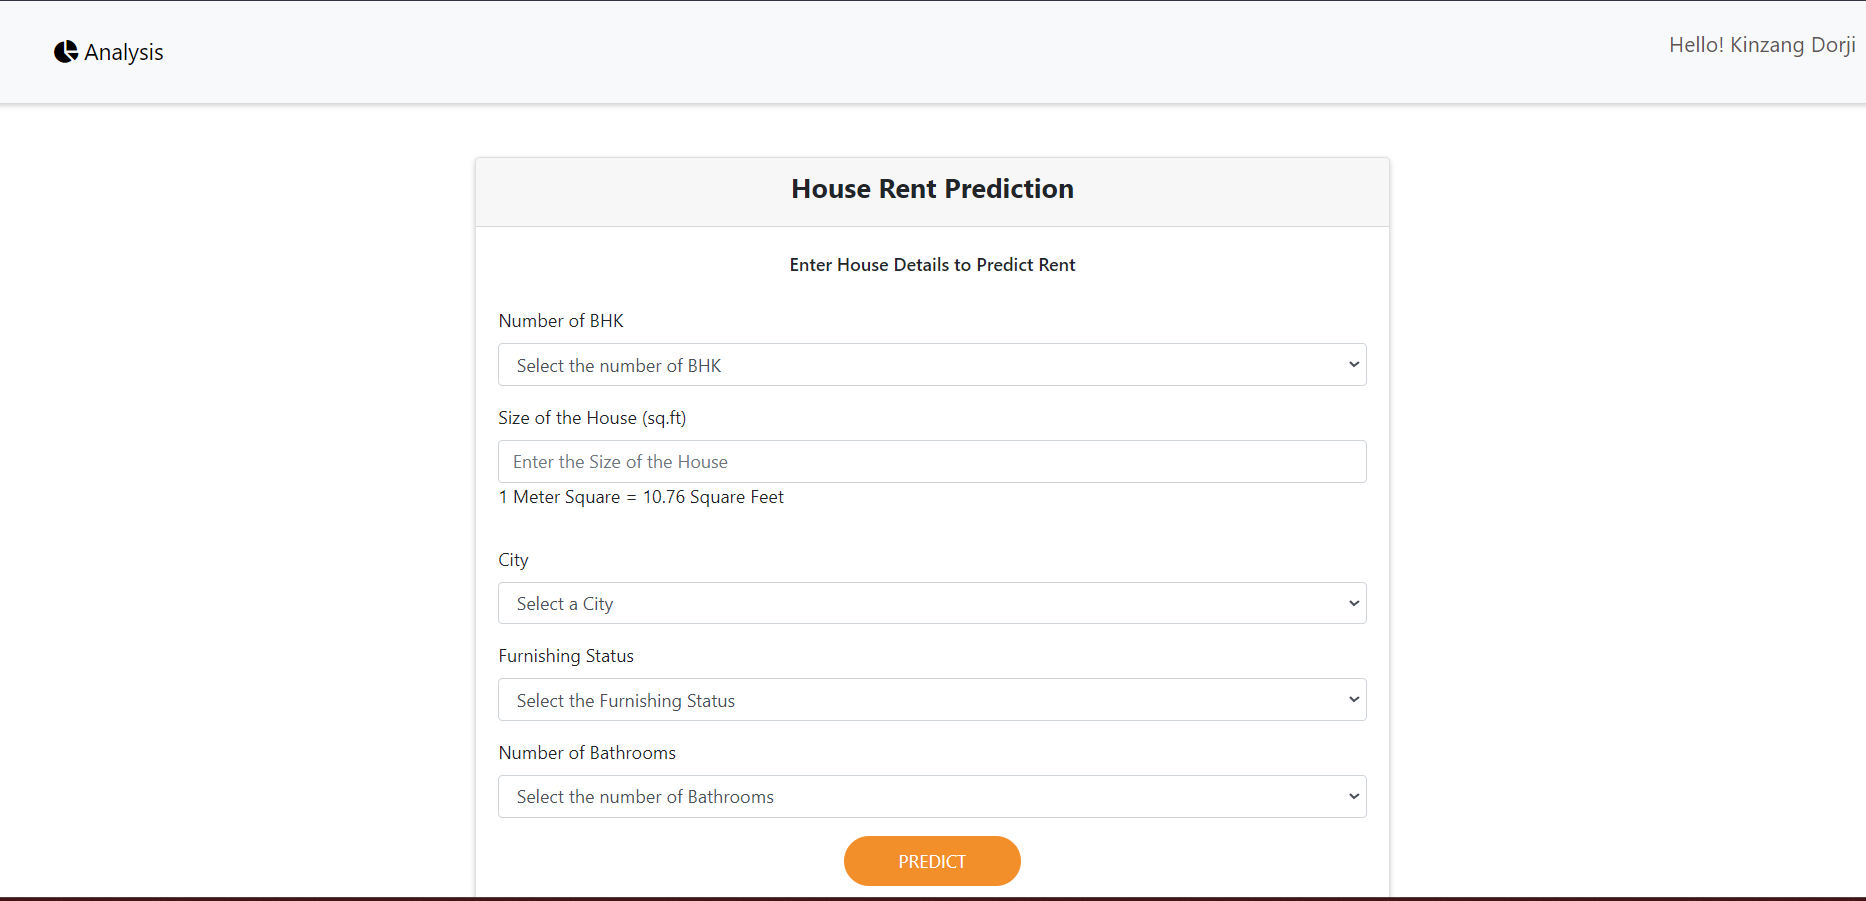 Analysis
Hello! Kinzang Dorji
House Rent Prediction
Enter House Details to Predict Rent
Number of BHK
Select the number of BHK
Size of the House (sq.ft)
Enter the Size of the House
1 Meter Square = 10.76 Square Feet
City
Select a City
Furnishing Status
Select the Furnishing Status
Number of Bathrooms
Select the number of Bathrooms
PREDICT